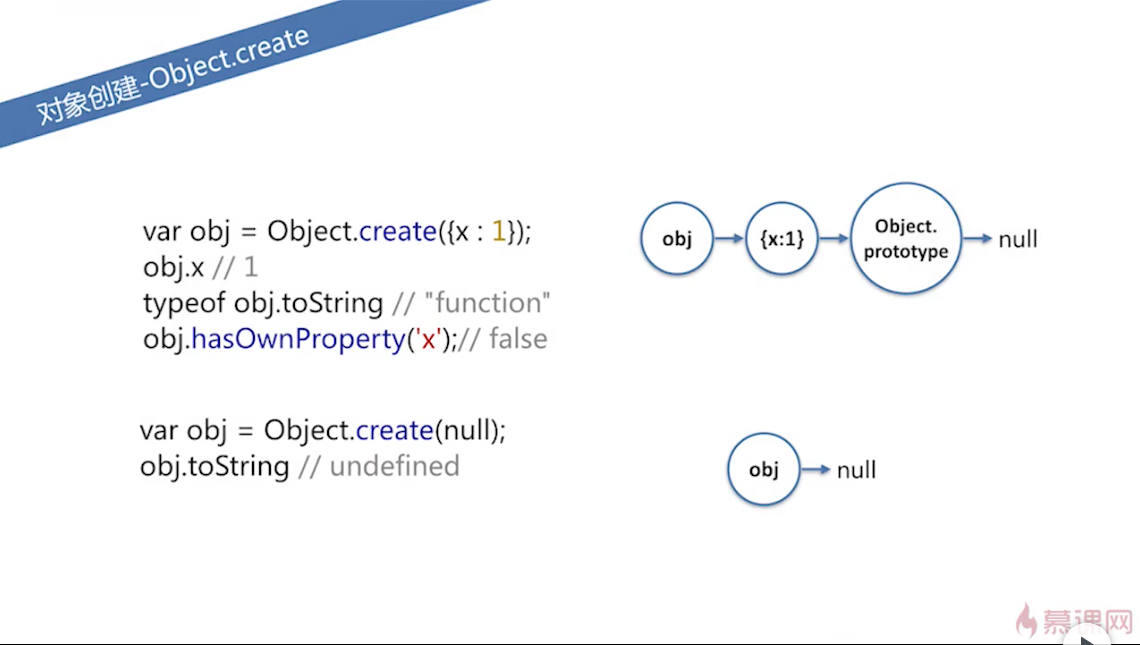 对象创建-Object.create
var obj = Object.create({x : 1});
obj.x // 1
typeof obj.toString // "function"
obj.hasOwnProperty('x');// false
obj
{x:1}
Object.
prototype
null
var obj = Object.create(null);
obj.toString // undefined
obj
null
慕课网